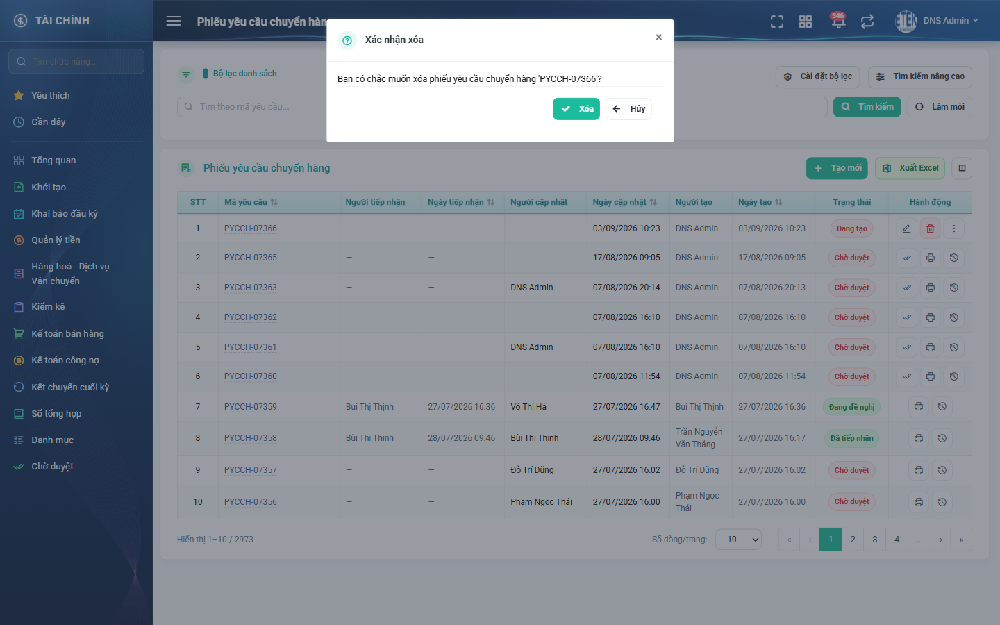 TÀI CHÍNH
Tìm chức năng...
Yêu thích
Gần đây
Tổng quan
Khởi tạo
Khai báo đầu kỳ
Quản lý tiền
Hàng hoá - Dịch vụ -
Vận chuyển
Kiểm kê
Kế toán bán hàng
Kế toán công nợ
Kết chuyển cuối kỳ
Sổ tổng hợp
Danh mục
Chờ duyệt
Phiếu yêu cầu chuyển hàn
346
DNS Admin
Xác nhận xóa
×
Bạn có chắc muốn xóa phiếu yêu cầu chuyển hàng 'PYCCH-07366'?
Xóa
Hủy
Bộ lọc danh sách
Cài đặt bộ lọc
Tìm kiếm nâng cao
Tìm theo mã yêu cầu...
Tìm kiếm
Làm mới
Phiếu yêu cầu chuyển hàng
Tạo mới
Xuất Excel
STT Mã yêu cầu Người tiếp nhận Ngày tiếp nhận Người cập nhật Ngày cập nhật Người tạo Ngày tạo Trạng thái Hành động
1 PYCCH-07366 — — 03/09/2026 10:23 DNS Admin 03/09/2026 10:23 Đang tạo
2 PYCCH-07365 — — 17/08/2026 09:05 DNS Admin 17/08/2026 09:05 Chờ duyệt
3 PYCCH-07363 — — DNS Admin 07/08/2026 20:14 DNS Admin 07/08/2026 20:13 Chờ duyệt
4 PYCCH-07362 — — 07/08/2026 16:10 DNS Admin 07/08/2026 16:10 Chờ duyệt
5 PYCCH-07361 — — DNS Admin 07/08/2026 16:10 DNS Admin 07/08/2026 16:10 Chờ duyệt
6 PYCCH-07360 — — 07/08/2026 11:54 DNS Admin 07/08/2026 11:54 Chờ duyệt
7 PYCCH-07359 Bùi Thị Thịnh 27/07/2026 16:36 Võ Thị Hà 27/07/2026 16:47 Bùi Thị Thịnh 27/07/2026 16:36 Đang đề nghị
8 PYCCH-07358 Bùi Thị Thịnh 28/07/2026 09:46 Bùi Thị Thịnh 28/07/2026 09:46 Trần Nguyên Văn Thắng 27/07/2026 16:17 Đã tiếp nhận
9 PYCCH-07357 — — Đỗ Trí Dũng 27/07/2026 16:02 Đỗ Trí Dũng 27/07/2026 16:02 Chờ duyệt
10 PYCCH-07356 — — Phạm Ngọc Thái 27/07/2026 16:00 Phạm Ngọc Thái 27/07/2026 16:00 Chờ duyệt
Hiển thị 1–10 / 2973
Số dòng/trang: 10
« ‹ 1 2 3 4 ... › »